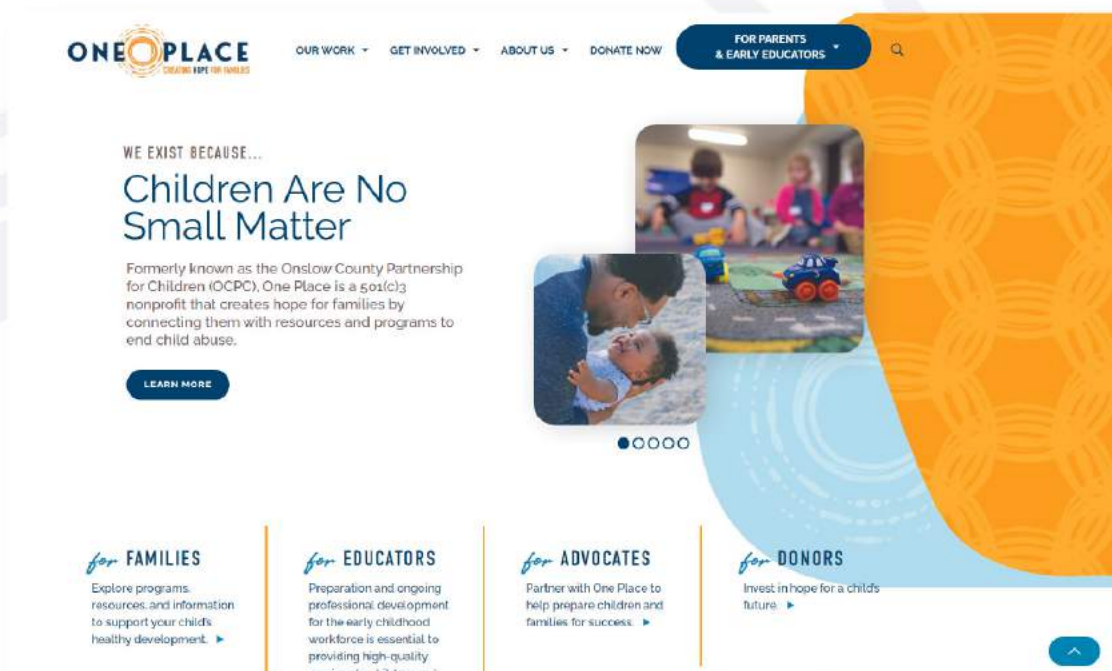 ONE PLACE
CREATING HOPE FOR FAMILIES
OUR WORK
GET INVOLVED
ABOUT US
DONATE NOW
FOR PARENTS
& EARLY EDUCATORS
WE EXIST BECAUSE...
Children Are No
Small Matter
Formerly known as the Onslow County Partnership
for Children (OCPC), One Place is a 501(c)3
nonprofit that creates hope for families by
connecting them with resources and programs to
end child abuse.
LEARN MORE
for FAMILIES
Explore programs,
resources, and information
to support your child's
healthy development.
for EDUCATORS
Preparation and ongoing
professional development
for the early childhood
workforce is essential to
providing high-quality
for ADVOCATES
Partner with One Place to
help prepare children and
families for success.
for DONORS
Invest in hope for a child's
future.